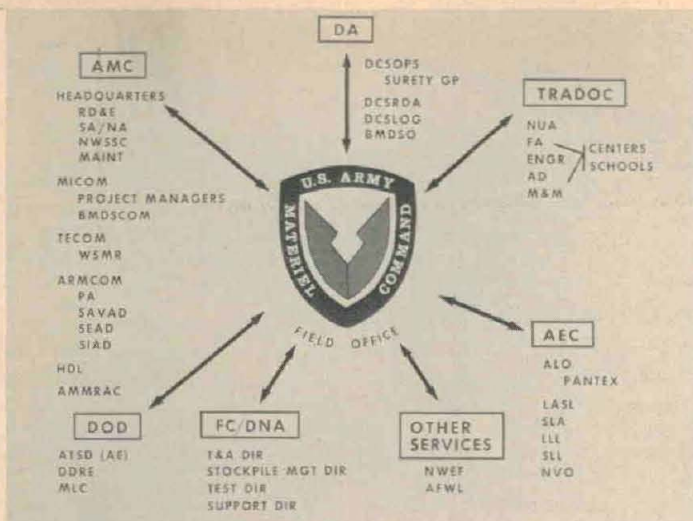 DA
DCSOPS
SURETY GP
DCSRDA
DCSLOG
BMDSO
AMC
HEADQUARTERS
RD&E
SA/NA
NWSSC
MAINT
MICOM
PROJECT MANAGERS
BMDSCOM
TECOM
WSMR
ARMCOM
PA
SAVAD
SEAD
SIAD
HDL
AMMRAC
TRADOC
NUA
FA
ENGR
AD
M&M
CENTERS
SCHOOLS
U.S. ARMY
MATERIEL
COMMAND
FIELD OFFICE
DOD
ATSD (AE)
DDRE
MLC
FC/DNA
T&A DIR
STOCKPILE MGT DIR
TEST DIR
SUPPORT DIR
OTHER
SERVICES
NWEF
AFWL
AEC
ALO
PANTEX
LASL
SLA
LLL
SLL
NVO